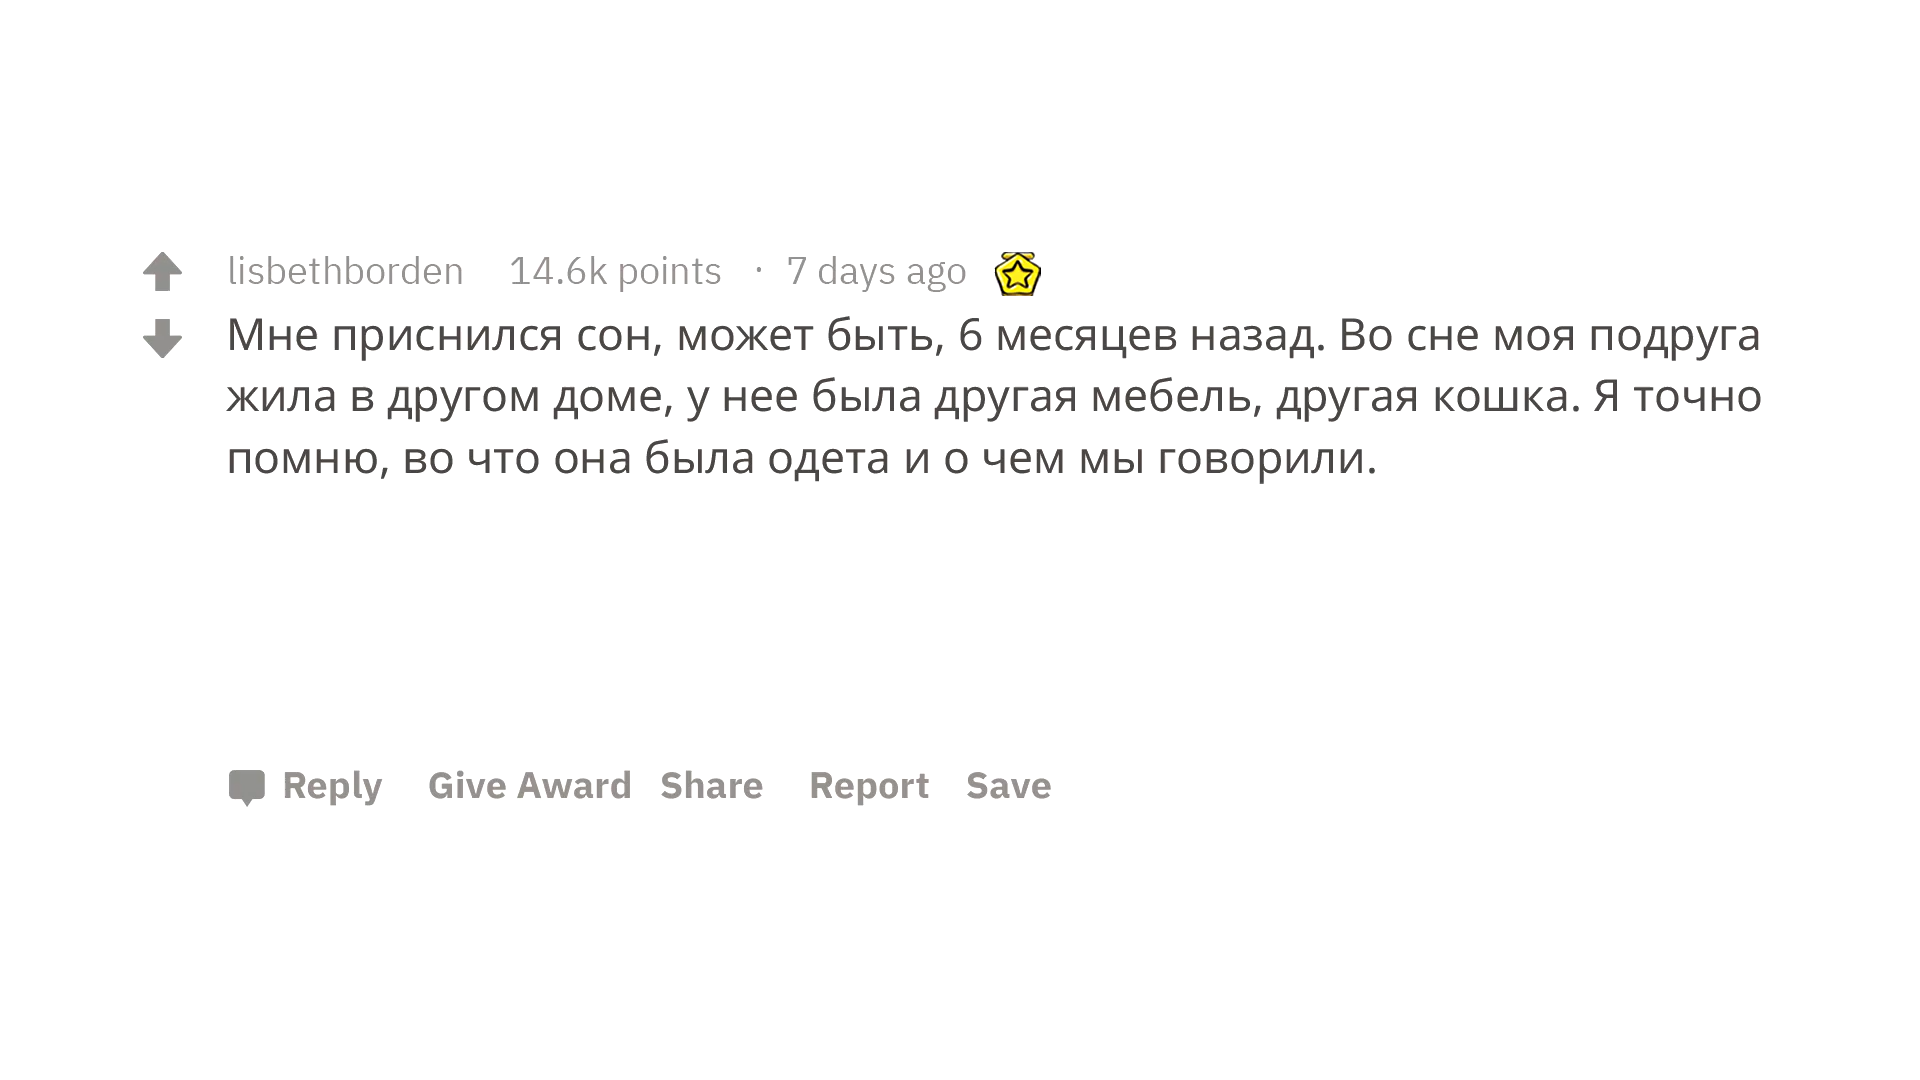 lisbethborden 14.6k points · 7 days ago
Мне приснился сон, может быть, 6 месяцев назад. Во сне моя подруга
жила в другом доме, у нее была другая мебель, другая кошка. Я точно
помню, во что она была одета и о чем мы говорили.
Reply Give Award Share Report Save